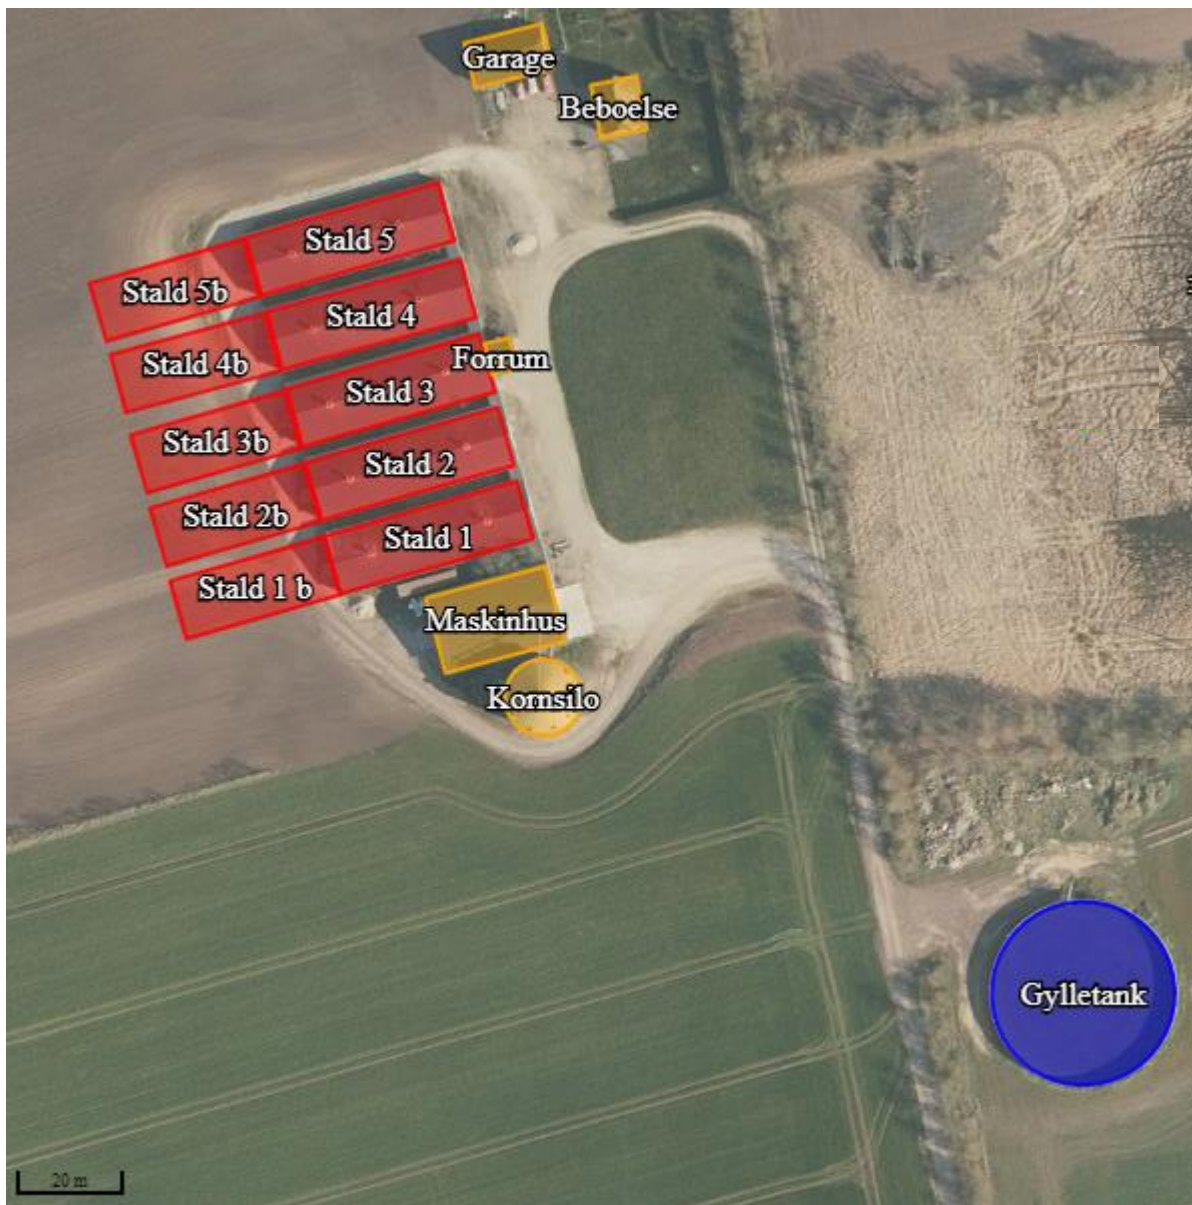 Garage
Beboelse
Stald 5
Stald 5b
Stald 4
Stald 4b
Forrum
Stald 3
Stald 3b
Stald 2
Stald 2b
Stald 1
Stald 1 b
Maskinhus
Kornsilo
Gylletank
20 m